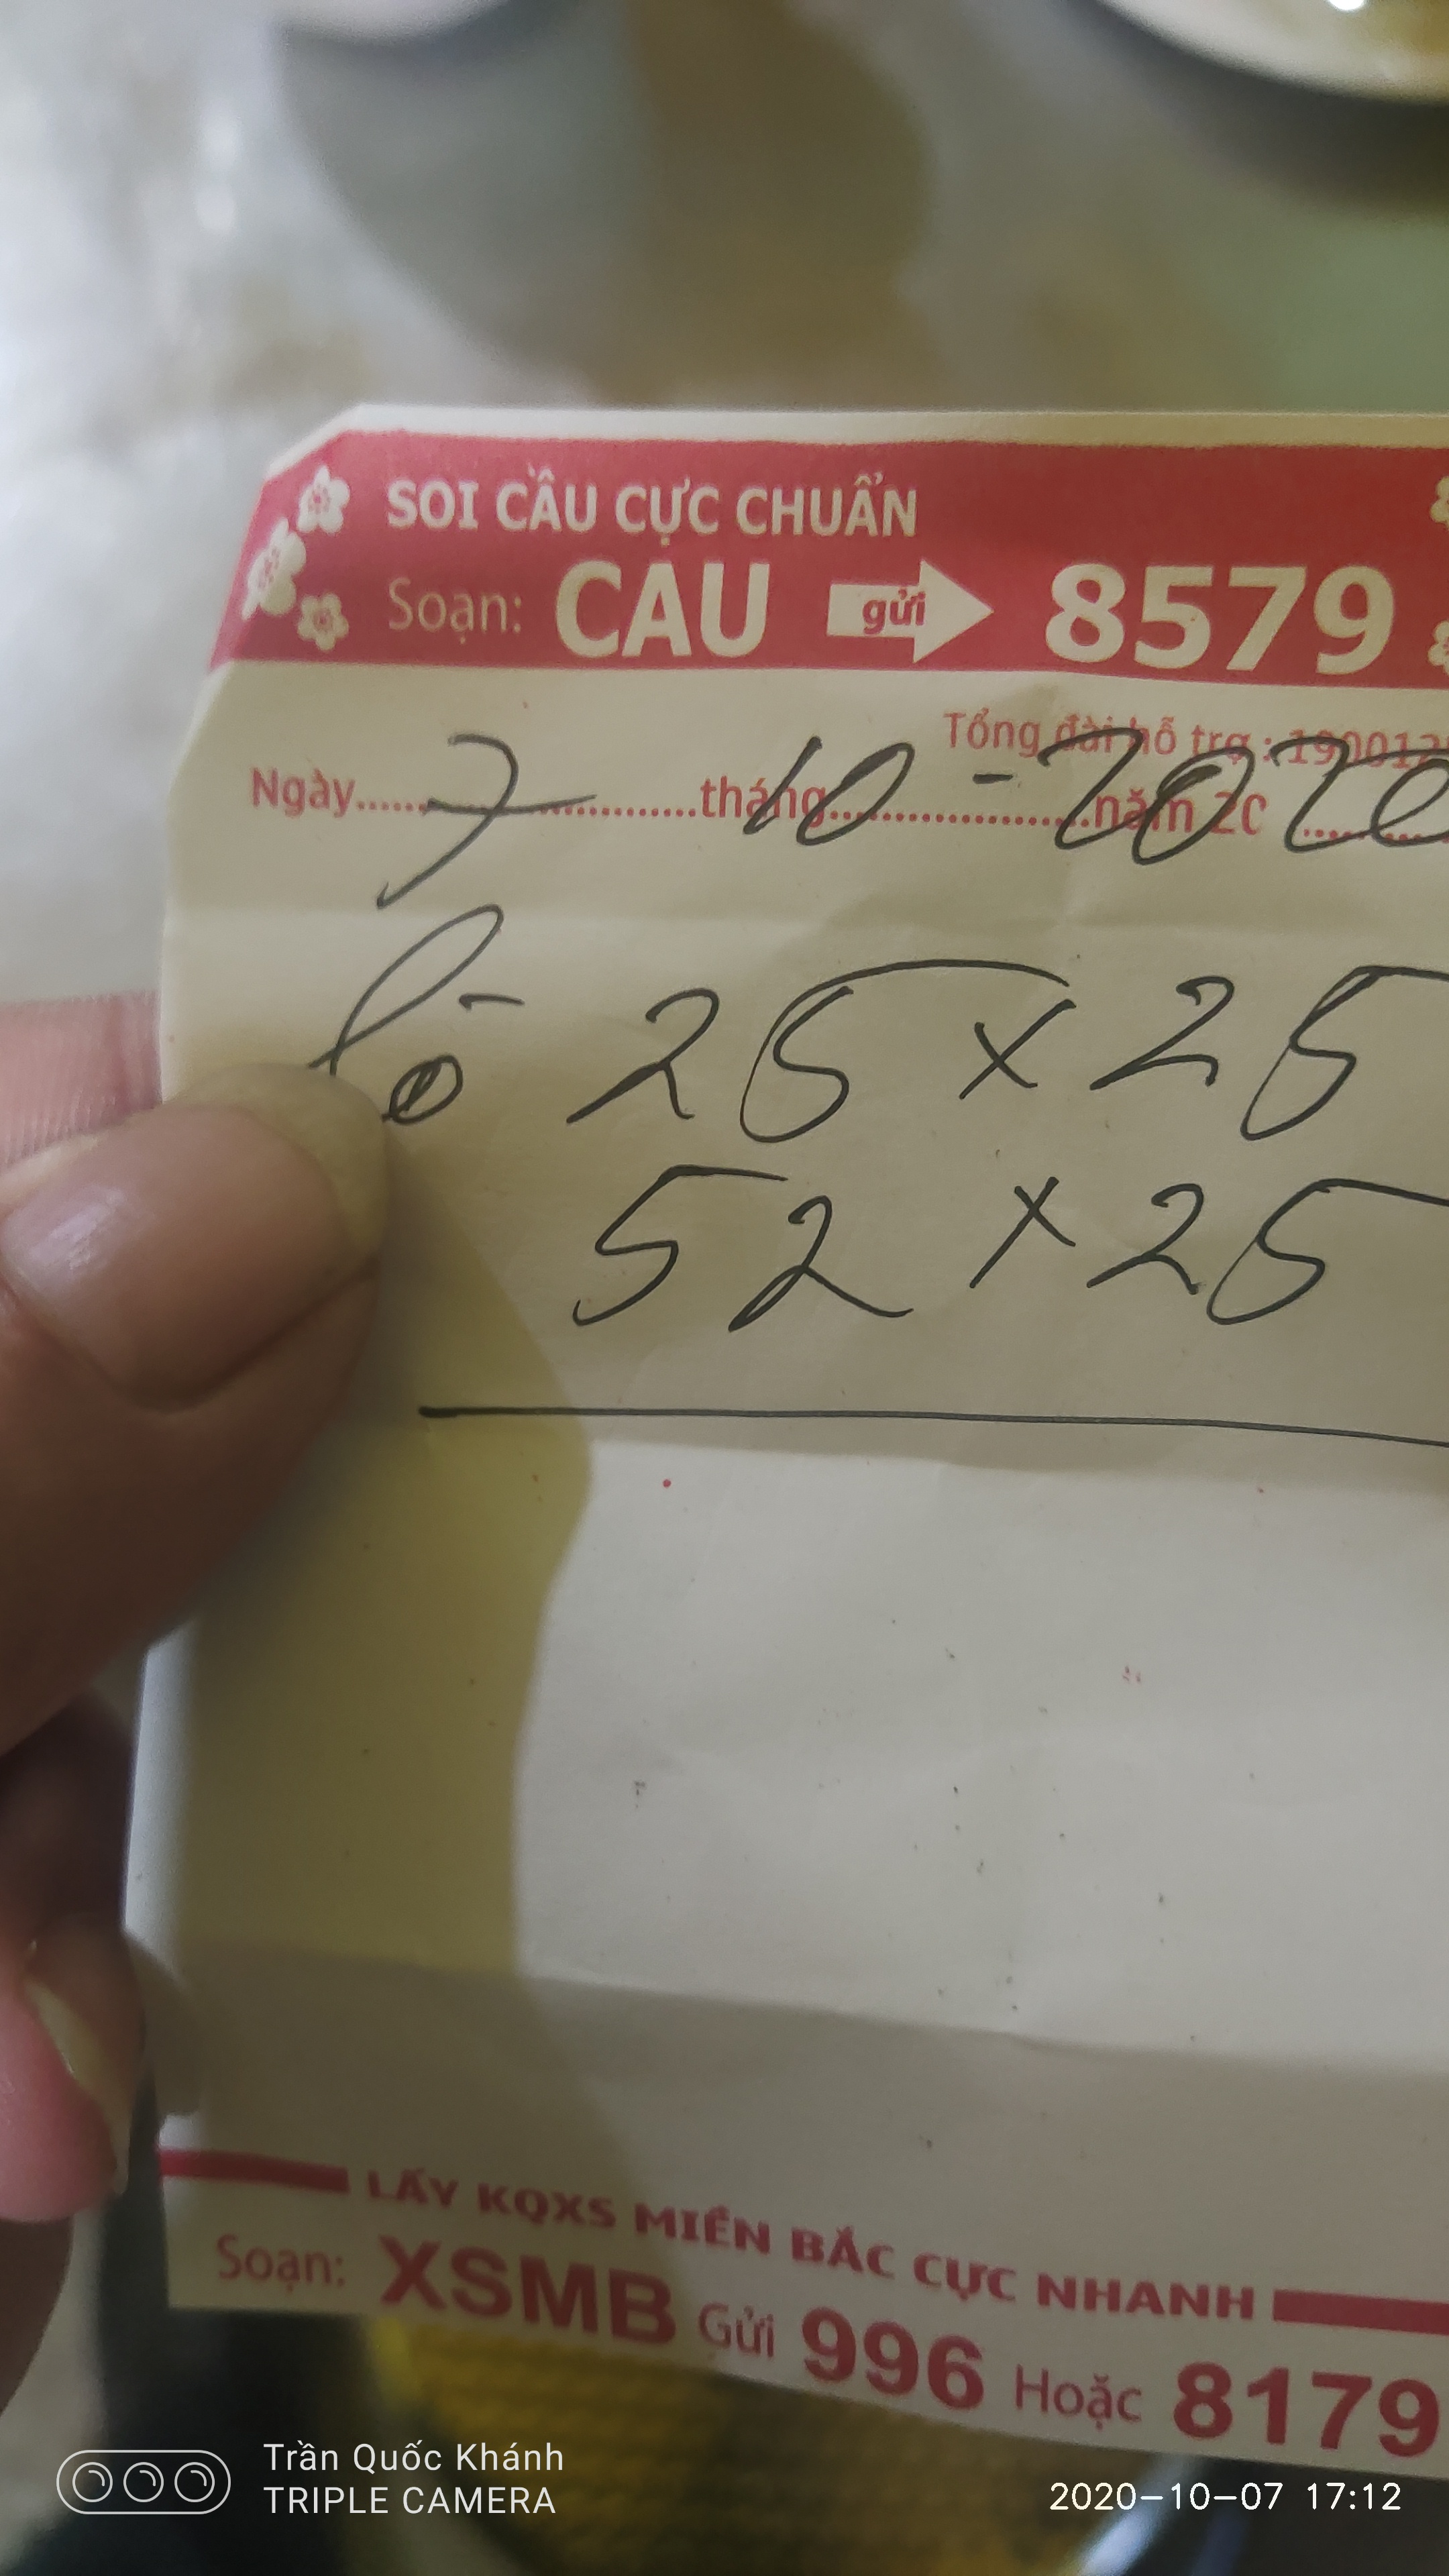 SOI CẦU CỰC CHUẨN
Soạn: CAU gửi 8579
Tổng đài hỗ trợ : 190012
Ngày 7 tháng 10 - năm 20 2020
lô 25 x 25
52 x 25
LẤY KQXS MIỀN BẮC CỰC NHANH
Soạn: XSMB Gửi 996 Hoặc 8179
Trần Quốc Khánh
TRIPLE CAMERA
2020-10-07 17:12